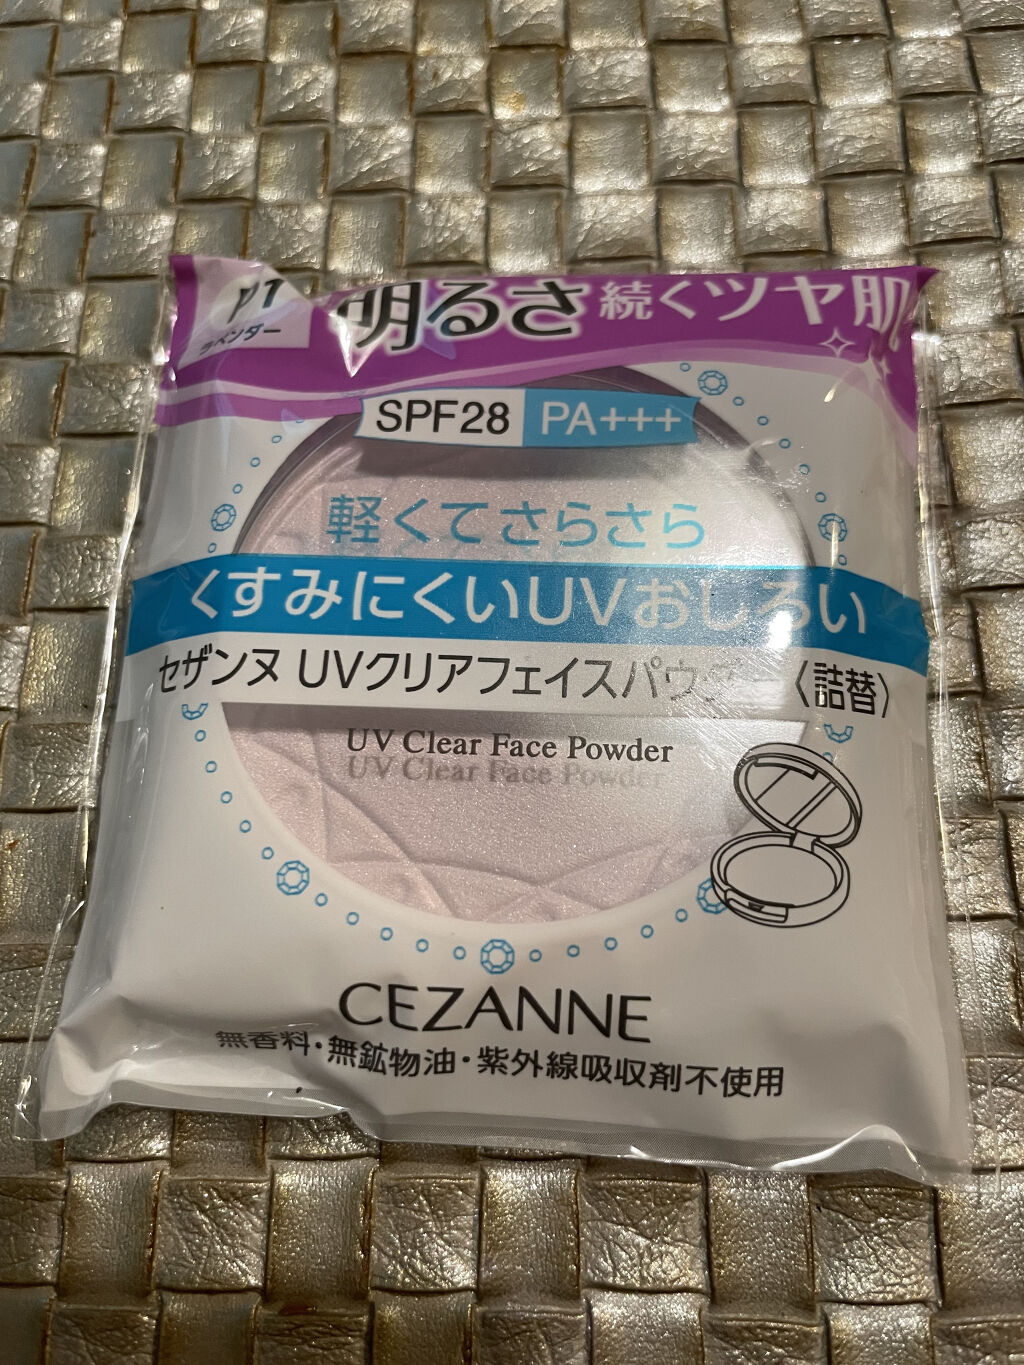 P1
ラベンダー
明るさ続くツヤ肌。
SPF28 PA+++
軽くてさらさら
くすみにくいUVおしろい
セザンヌ UVクリアフェイスパウダー〈詰替〉
UV Clear Face Powder
CEZANNE
無香料・無鉱物油・紫外線吸収剤不使用